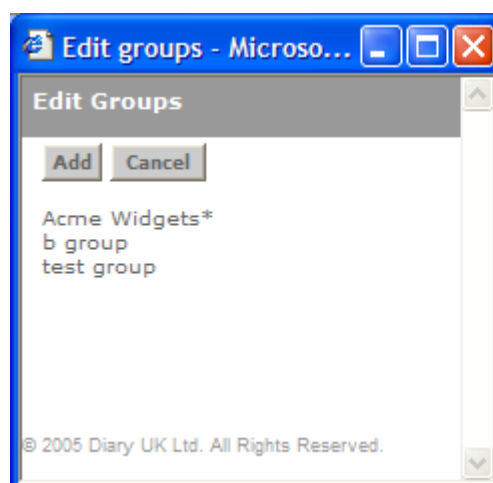 Edit groups - Microso...
Edit Groups
Add Cancel
Acme Widgets*
b group
test group
© 2005 Diary UK Ltd. All Rights Reserved.